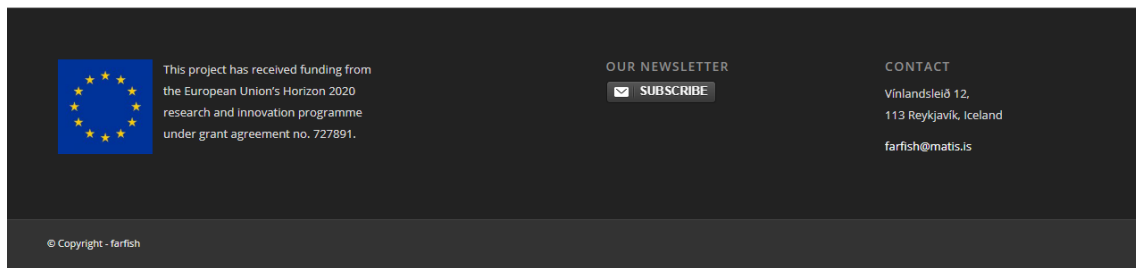 This project has received funding from
the European Union's Horizon 2020
research and innovation programme
under grant agreement no. 727891.
OUR NEWSLETTER
SUBSCRIBE
CONTACT
Vínlandsleið 12,
113 Reykjavík, Iceland
farfish@matis.is
© Copyright - farfish